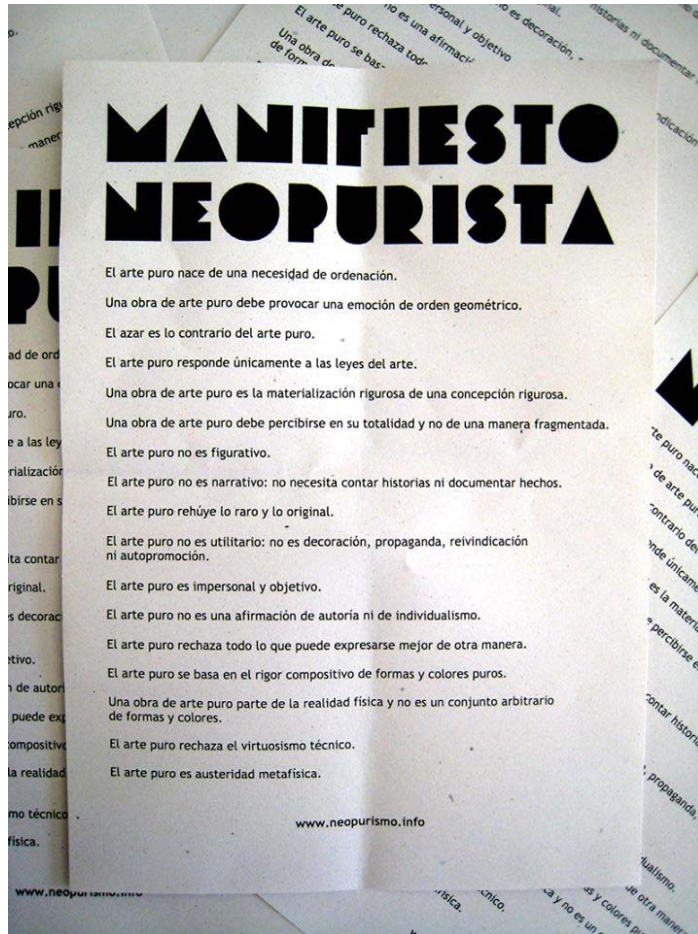 MANIFIESTO
NEOPURISTA
El arte puro nace de una necesidad de ordenación.
Una obra de arte puro debe provocar una emoción de orden geométrico.
El azar es lo contrario del arte puro.
El arte puro responde únicamente a las leyes del arte.
Una obra de arte puro es la materialización rigurosa de una concepción rigurosa.
Una obra de arte puro debe percibirse en su totalidad y no de una manera fragmentada.
El arte puro no es figurativo.
El arte puro no es narrativo: no necesita contar historias ni documentar hechos.
El arte puro rehúye lo raro y lo original.
El arte puro no es utilitario: no es decoración, propaganda, reivindicación
ni autopromoción.
El arte puro es impersonal y objetivo.
El arte puro no es una afirmación de autoría ni de individualismo.
El arte puro rechaza todo lo que puede expresarse mejor de otra manera.
El arte puro se basa en el rigor compositivo de formas y colores puros.
Una obra de arte puro parte de la realidad física y no es un conjunto arbitrario
de formas y colores.
El arte puro rechaza el virtuosismo técnico.
El arte puro es austeridad metafísica.
www.neopurismo.info